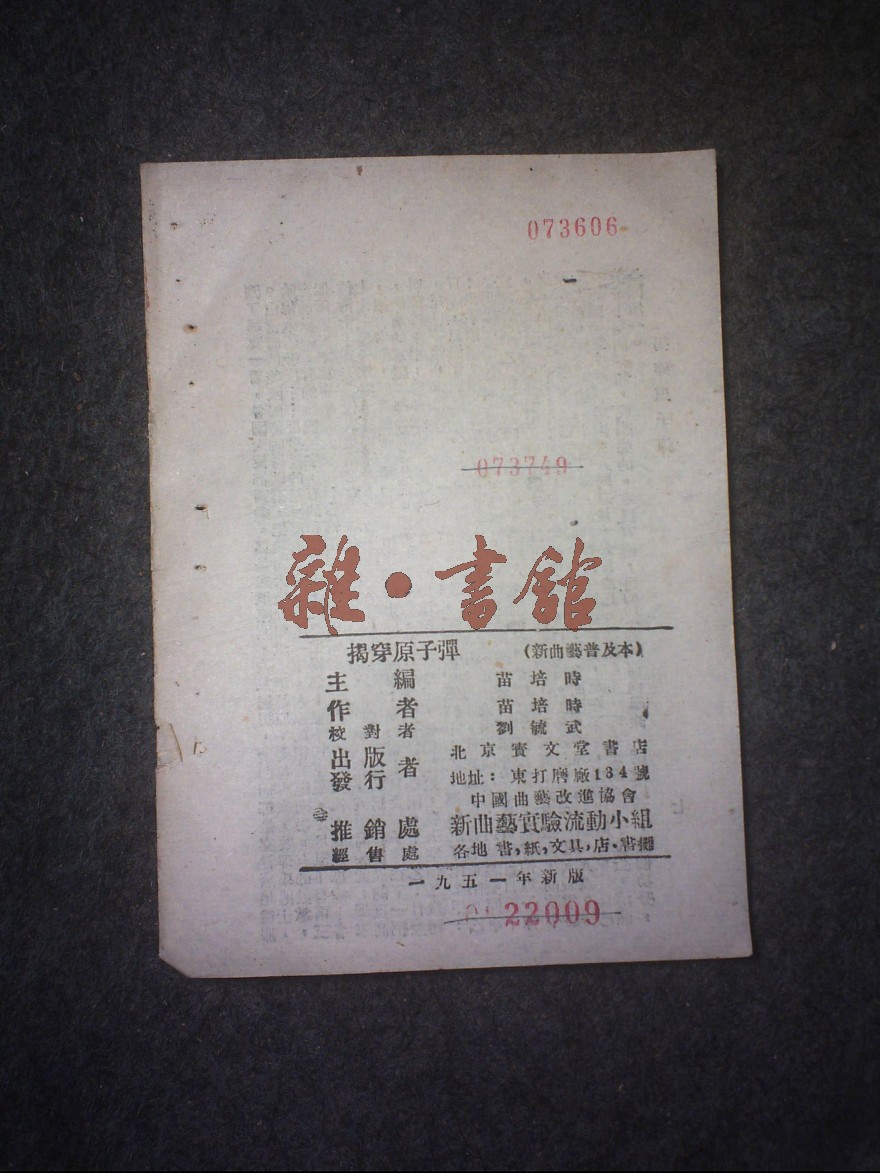 073606
073749
雜·書舘
揭穿原子彈 (新曲藝普及本)
主編 苗培時
作者 苗培時
校對者 劉毓武
出版發行者 北京寶文堂書店
地址：東打磨廠134號
中國曲藝改進協會
推銷處 新曲藝實驗流動小組
經售處 各地書，紙，文具，店，書攤
一九五一年新版
22009